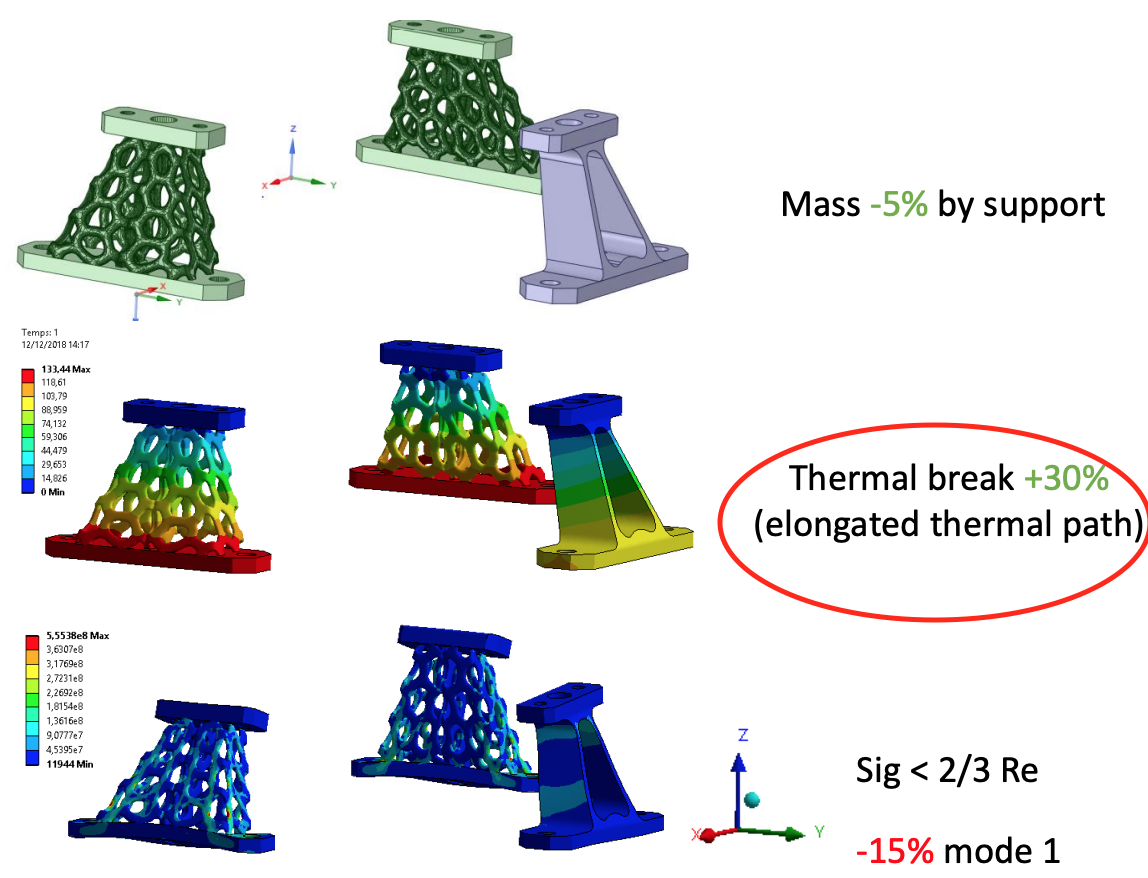 Z
X
Y
X
Y
Mass -5% by support
Temps: 1
12/12/2018 14:17
133,44 Max
118,61
103,79
88,959
74,132
59,306
44,479
29,653
14,826
0 Min
Thermal break +30%
(elongated thermal path)
5,5538e8 Max
3,6307e8
3,1769e8
2,7231e8
2,2692e8
1,8154e8
1,3616e8
9,0777e7
4,5395e7
11944 Min
Z
X
Y
Sig < 2/3 Re
-15% mode 1